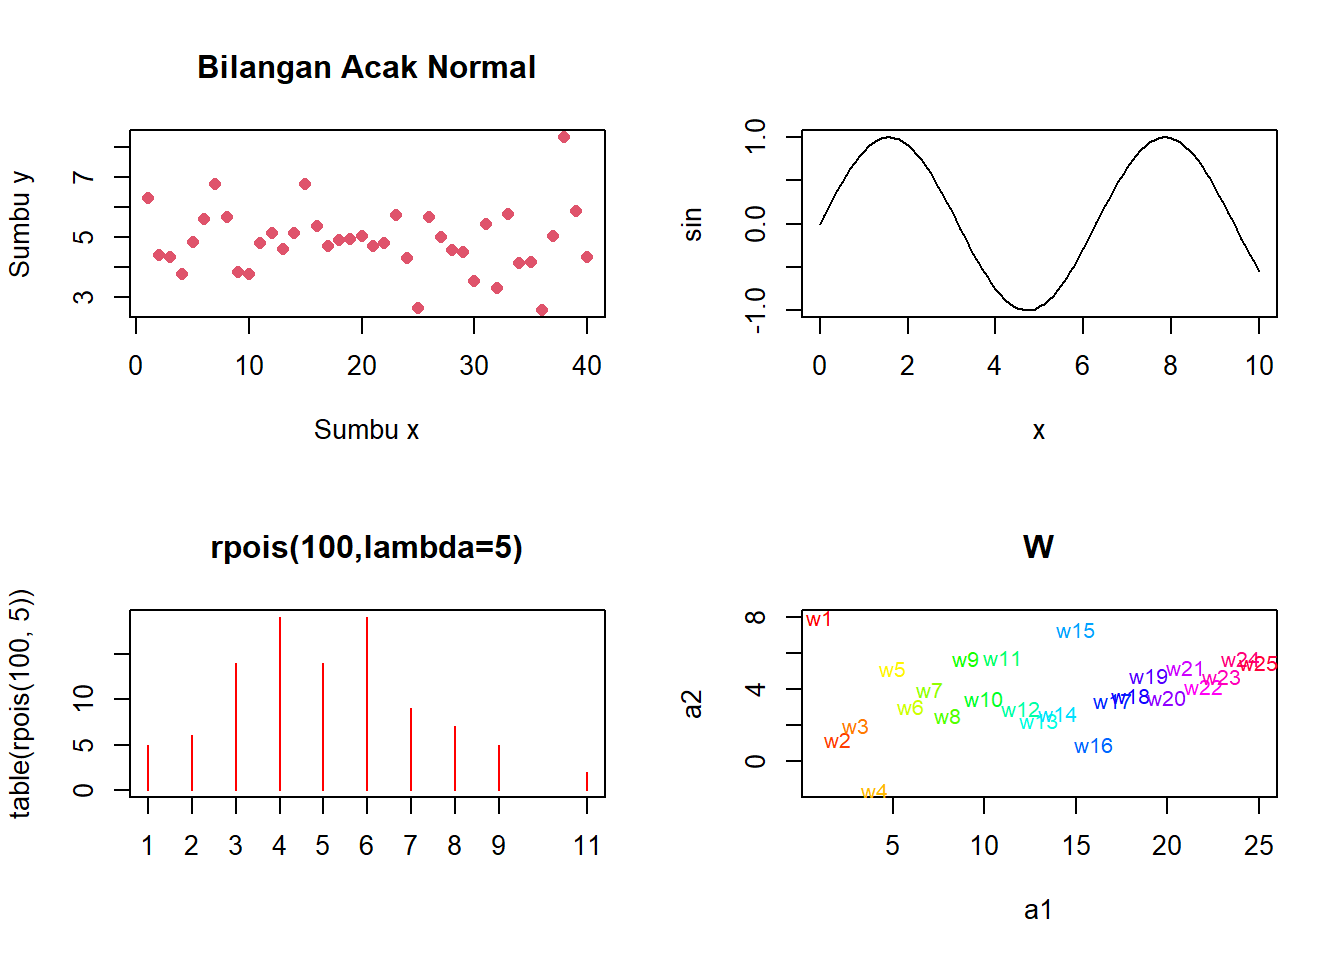 Bilangan Acak Normal
Sumbu y
3 5 7
0 10 20 30 40
Sumbu x
sin
-1.0 0.0 1.0
0 2 4 6 8 10
x
rpois(100,lambda=5)
table(rpois(100, 5))
0 5 10
1 2 3 4 5 6 7 8 9 11
W
a2
0 4 8
w1
w2
w3
w4
w5
w6
w7
w8
w9
w10
w11
w12
w13
w14
w15
w16
w17
w18
w19
w20
w21
w22
w23
w24
w25
5 10 15 20 25
a1